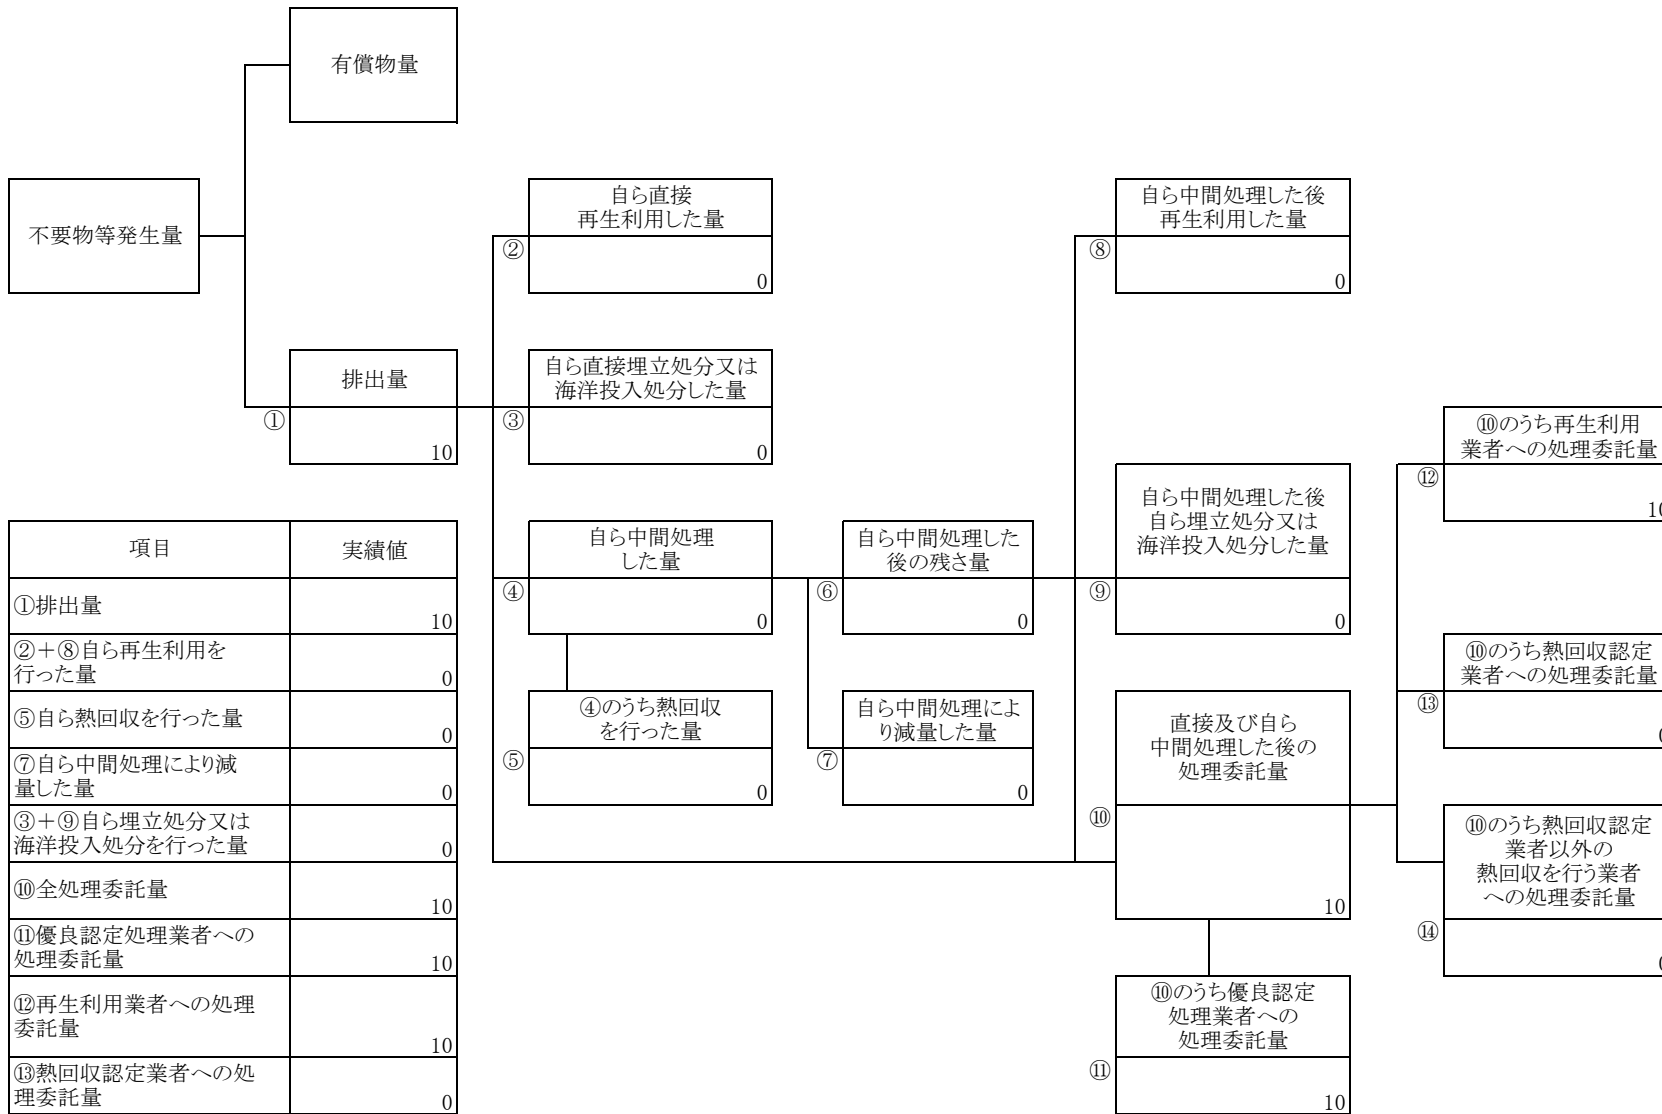 有償物量
不要物等発生量
自ら直接
再生利用した量
②
0
自ら中間処理した後
再生利用した量
⑧
0
排出量
①
10
自ら直接埋立処分又は
海洋投入処分した量
③
0
⑩のうち再生利用
業者への処理委託量
⑫
10
自ら中間処理した後
自ら埋立処分又は
海洋投入処分した量
⑨
0
自ら中間処理
した量
④
0
自ら中間処理した
後の残さ量
⑥
0
④のうち熱回収
を行った量
⑤
0
自ら中間処理によ
り減量した量
⑦
0
直接及び自ら
中間処理した後の
処理委託量
⑩
10
⑩のうち熱回収認定
業者への処理委託量
⑬
0
⑩のうち熱回収認定
業者以外の
熱回収を行う業者
への処理委託量
⑭
0
⑩のうち優良認定
処理業者への
処理委託量
⑪
10
項目 実績値
①排出量 10
②+⑧自ら再生利用を
行った量 0
⑤自ら熱回収を行った量 0
⑦自ら中間処理により減
量した量 0
③+⑨自ら埋立処分又は
海洋投入処分を行った量 0
⑩全処理委託量 10
⑪優良認定処理業者への
処理委託量 10
⑫再生利用業者への処理
委託量 10
⑬熱回収認定業者への処
理委託量 0